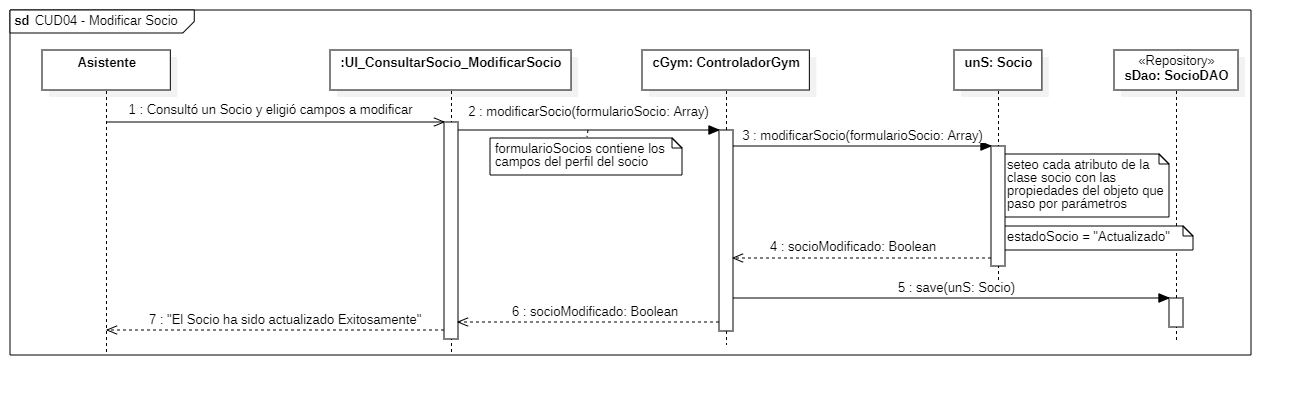 sd CUD04 - Modificar Socio
Asistente
:UI_ConsultarSocio_ModificarSocio
cGym: ControladorGym
unS: Socio
«Repository»
sDao: SocioDAO
1 : Consultó un Socio y eligió campos a modificar
2 : modificarSocio(formularioSocio: Array)
3 : modificarSocio(formularioSocio: Array)
formularioSocios contiene los
campos del perfil del socio
seteo cada atributo de la
clase socio con las
propiedades del objeto que
paso por parámetros
estadoSocio = "Actualizado"
4 : socioModificado: Boolean
5 : save(unS: Socio)
6 : socioModificado: Boolean
7 : "El Socio ha sido actualizado Exitosamente"